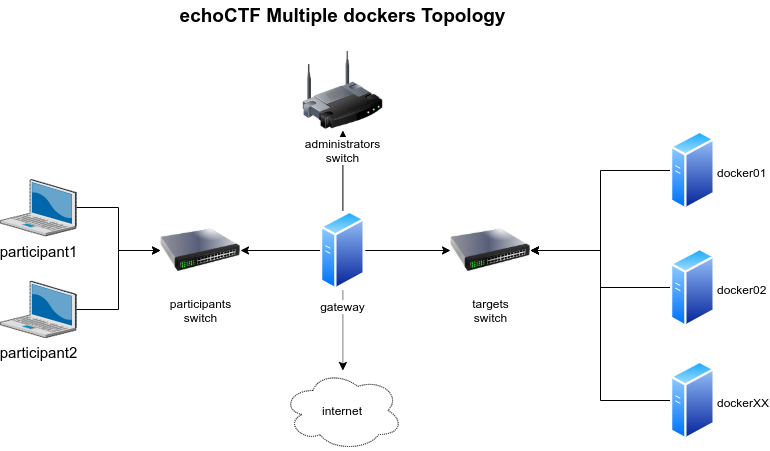 echoCTF Multiple dockers Topology
administrators
switch
docker01
participant1
participants
switch
gateway
targets
switch
docker02
participant2
internet
dockerXX